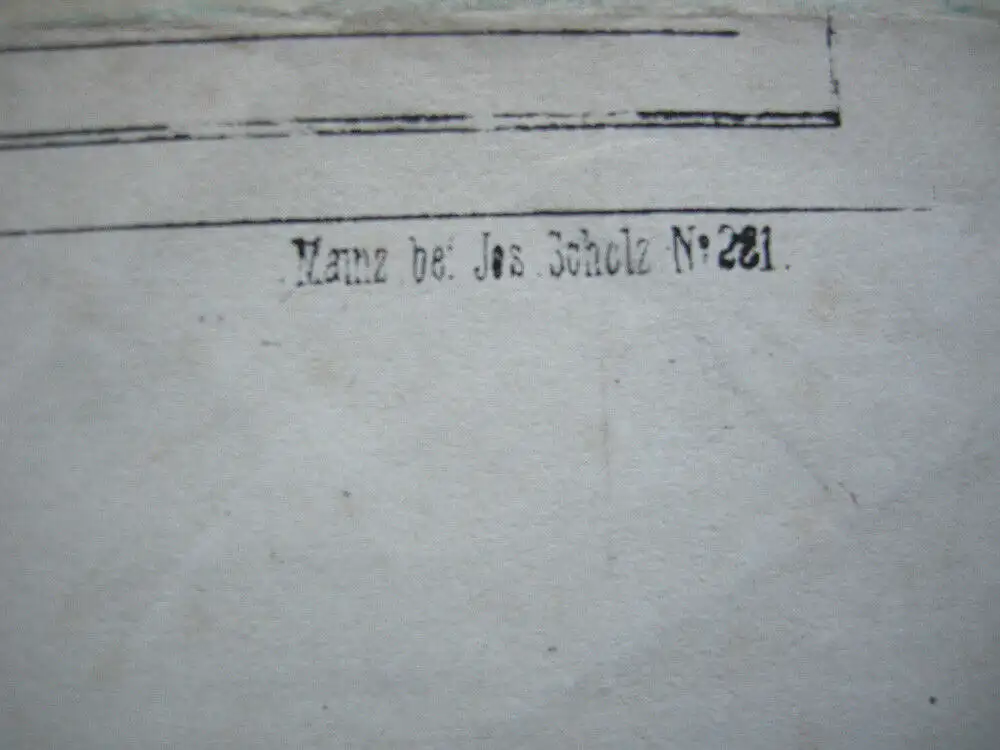 Mainz bei Jos Scholz No 281.